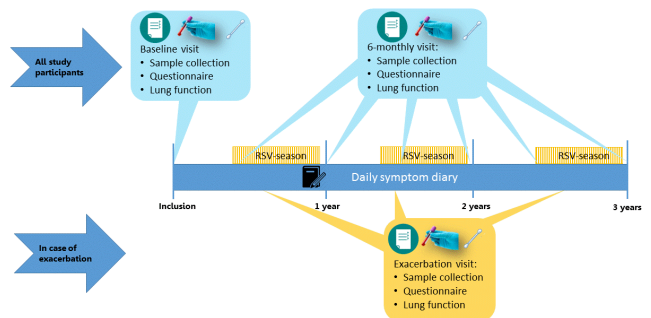 All study
participants
Baseline visit
• Sample collection
• Questionnaire
• Lung function
6-monthly visit:
• Sample collection
• Questionnaire
• Lung function
RSV-season
RSV-season
RSV-season
Daily symptom diary
Inclusion
1 year
2 years
3 years
In case of
exacerbation
Exacerbation visit:
• Sample collection
• Questionnaire
• Lung function